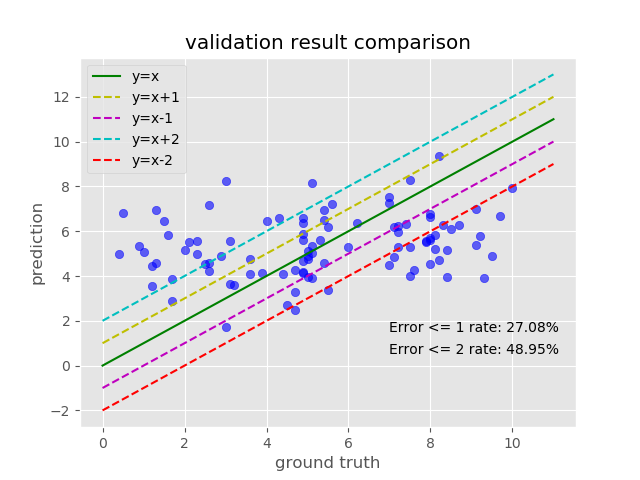 validation result comparison
y=x
y=x+1
y=x-1
y=x+2
y=x-2
12
10
8
6
4
2
0
−2
prediction
Error <= 1 rate: 27.08%
Error <= 2 rate: 48.95%
0 2 4 6 8 10
ground truth